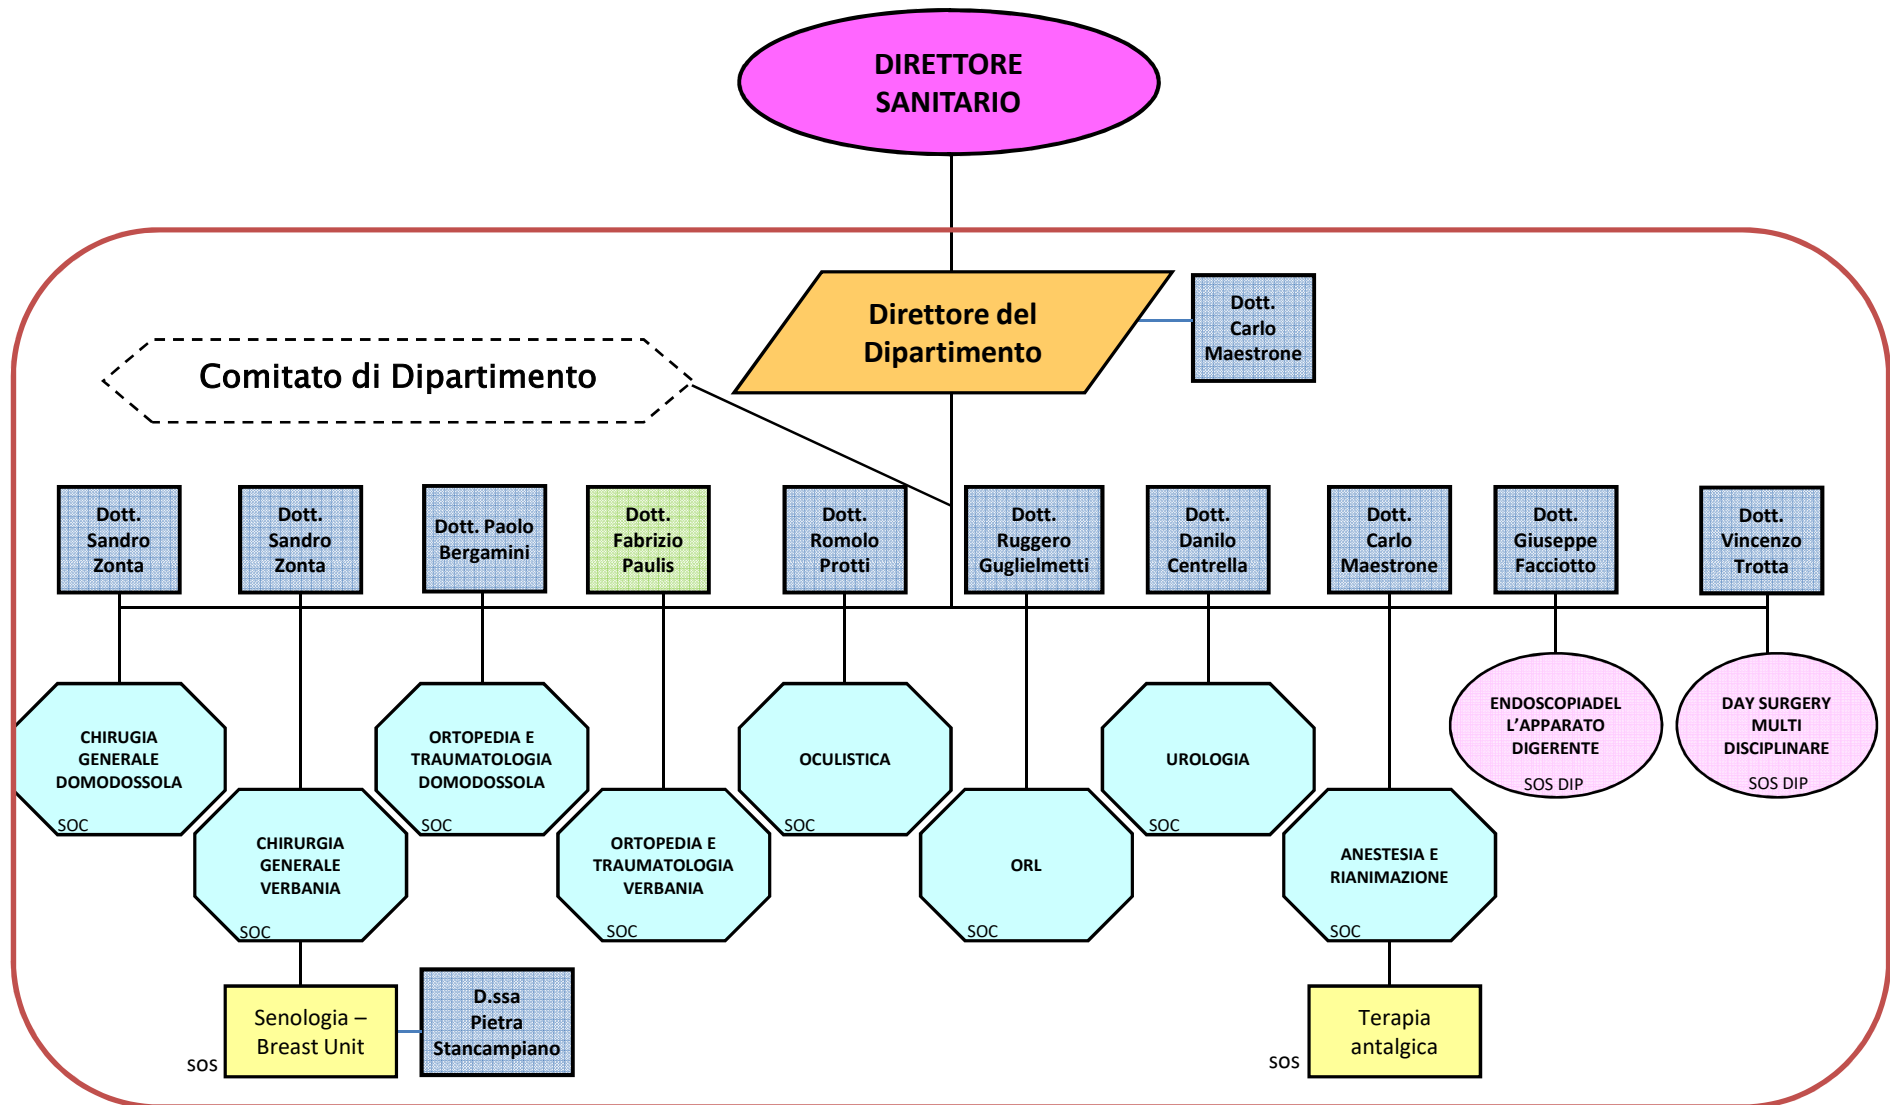 DIRETTORE
SANITARIO
Direttore del
Dipartimento
Dott.
Carlo
Maestrone
Comitato di Dipartimento
Dott.
Sandro
Zonta
Dott.
Sandro
Zonta
Dott. Paolo
Bergamini
Dott.
Fabrizio
Paulis
Dott.
Romolo
Protti
Dott.
Ruggero
Guglielmetti
Dott.
Danilo
Centrella
Dott.
Carlo
Maestrone
Dott.
Giuseppe
Facciotto
Dott.
Vincenzo
Trotta
CHIRUGIA
GENERALE
DOMODOSSOLA
SOC
CHIRURGIA
GENERALE
VERBANIA
SOC
ORTOPEDIA E
TRAUMATOLOGIA
DOMODOSSOLA
SOC
ORTOPEDIA E
TRAUMATOLOGIA
VERBANIA
SOC
OCULISTICA
SOC
ORL
SOC
UROLOGIA
SOC
ANESTESIA E
RIANIMAZIONE
SOC
ENDOSCOPIADEL
L'APPARATO
DIGERENTE
SOS DIP
DAY SURGERY
MULTI
DISCIPLINARE
SOS DIP
Senologia –
Breast Unit
SOS
D.ssa
Pietra
Stancampiano
Terapia
antalgica
SOS